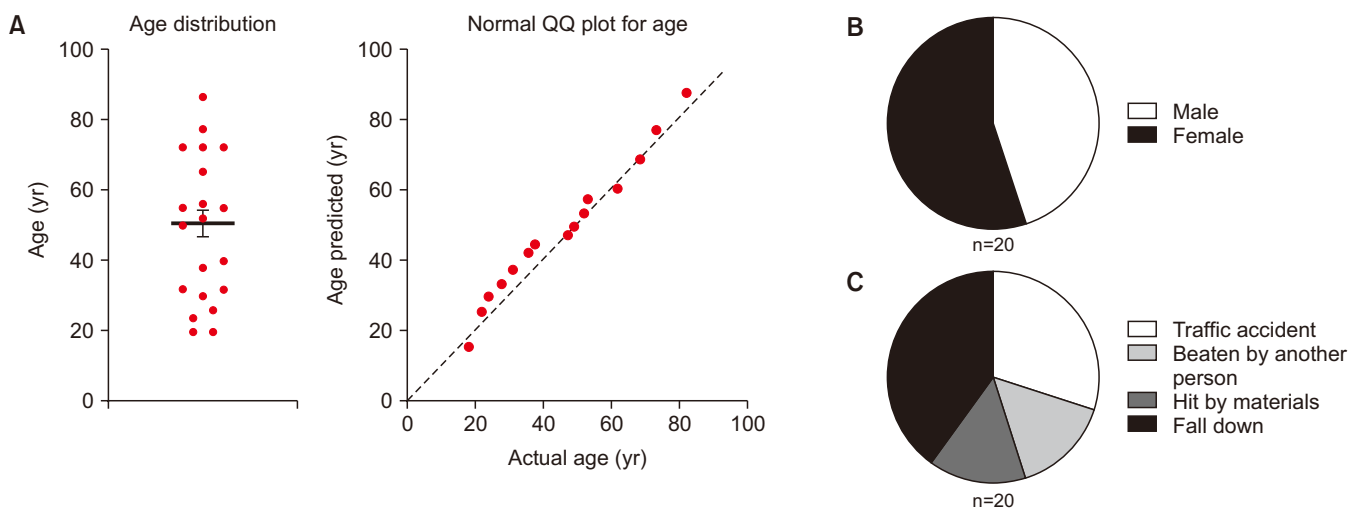 A
Age distribution
Age (yr)
100
80
60
40
20
0
Normal QQ plot for age
Age predicted (yr)
100
80
60
40
20
0
0 20 40 60 80 100
Actual age (yr)
B
Male
Female
n=20
C
Traffic accident
Beaten by another
person
Hit by materials
Fall down
n=20